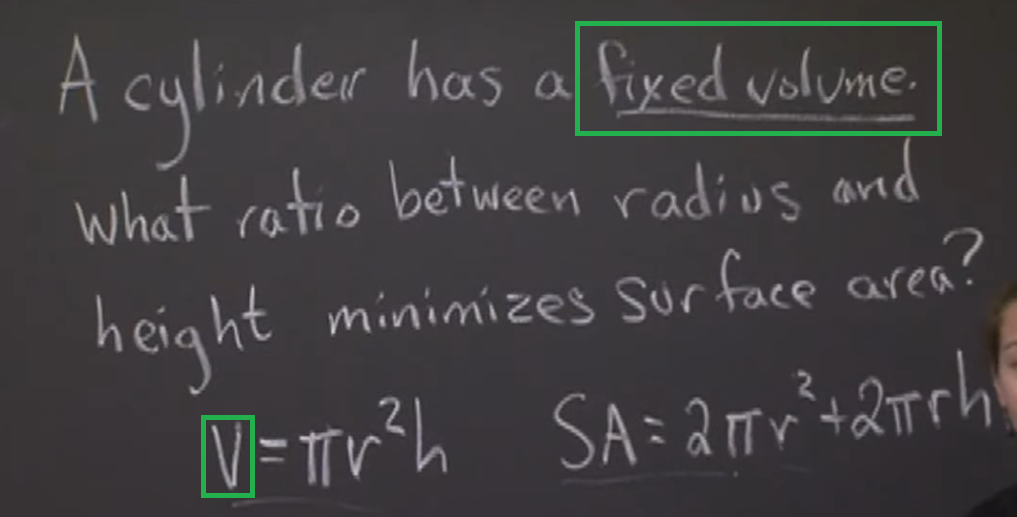 A cylinder has a fixed volume.
What ratio between radius and
height minimizes surface area?
V=πr²h SA=2πr²+2πrh